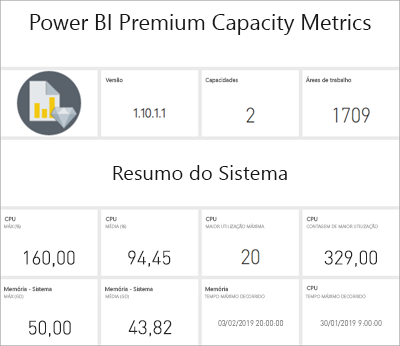 Power BI Premium Capacity Metrics
Versão
Capacidades
Áreas de trabalho
1.10.1.1
2
1709
Resumo do Sistema
CPU
MÁX (%)
160,00
CPU
MÉDIA (%)
94,45
CPU
MAIOR UTILIZAÇÃO MÁXIMA
20
CPU
CONTAGEM DE MAIOR UTILIZAÇÃO
329,00
Memória - Sistema
MÁX (GO)
50,00
Memória - Sistema
MÉDIA (GO)
43,82
Memória
TEMPO MÁXIMO DECORRIDO
03/02/2019 20:00:00
CPU
TEMPO MÁXIMO DECORRIDO
30/01/2019 9:00:00